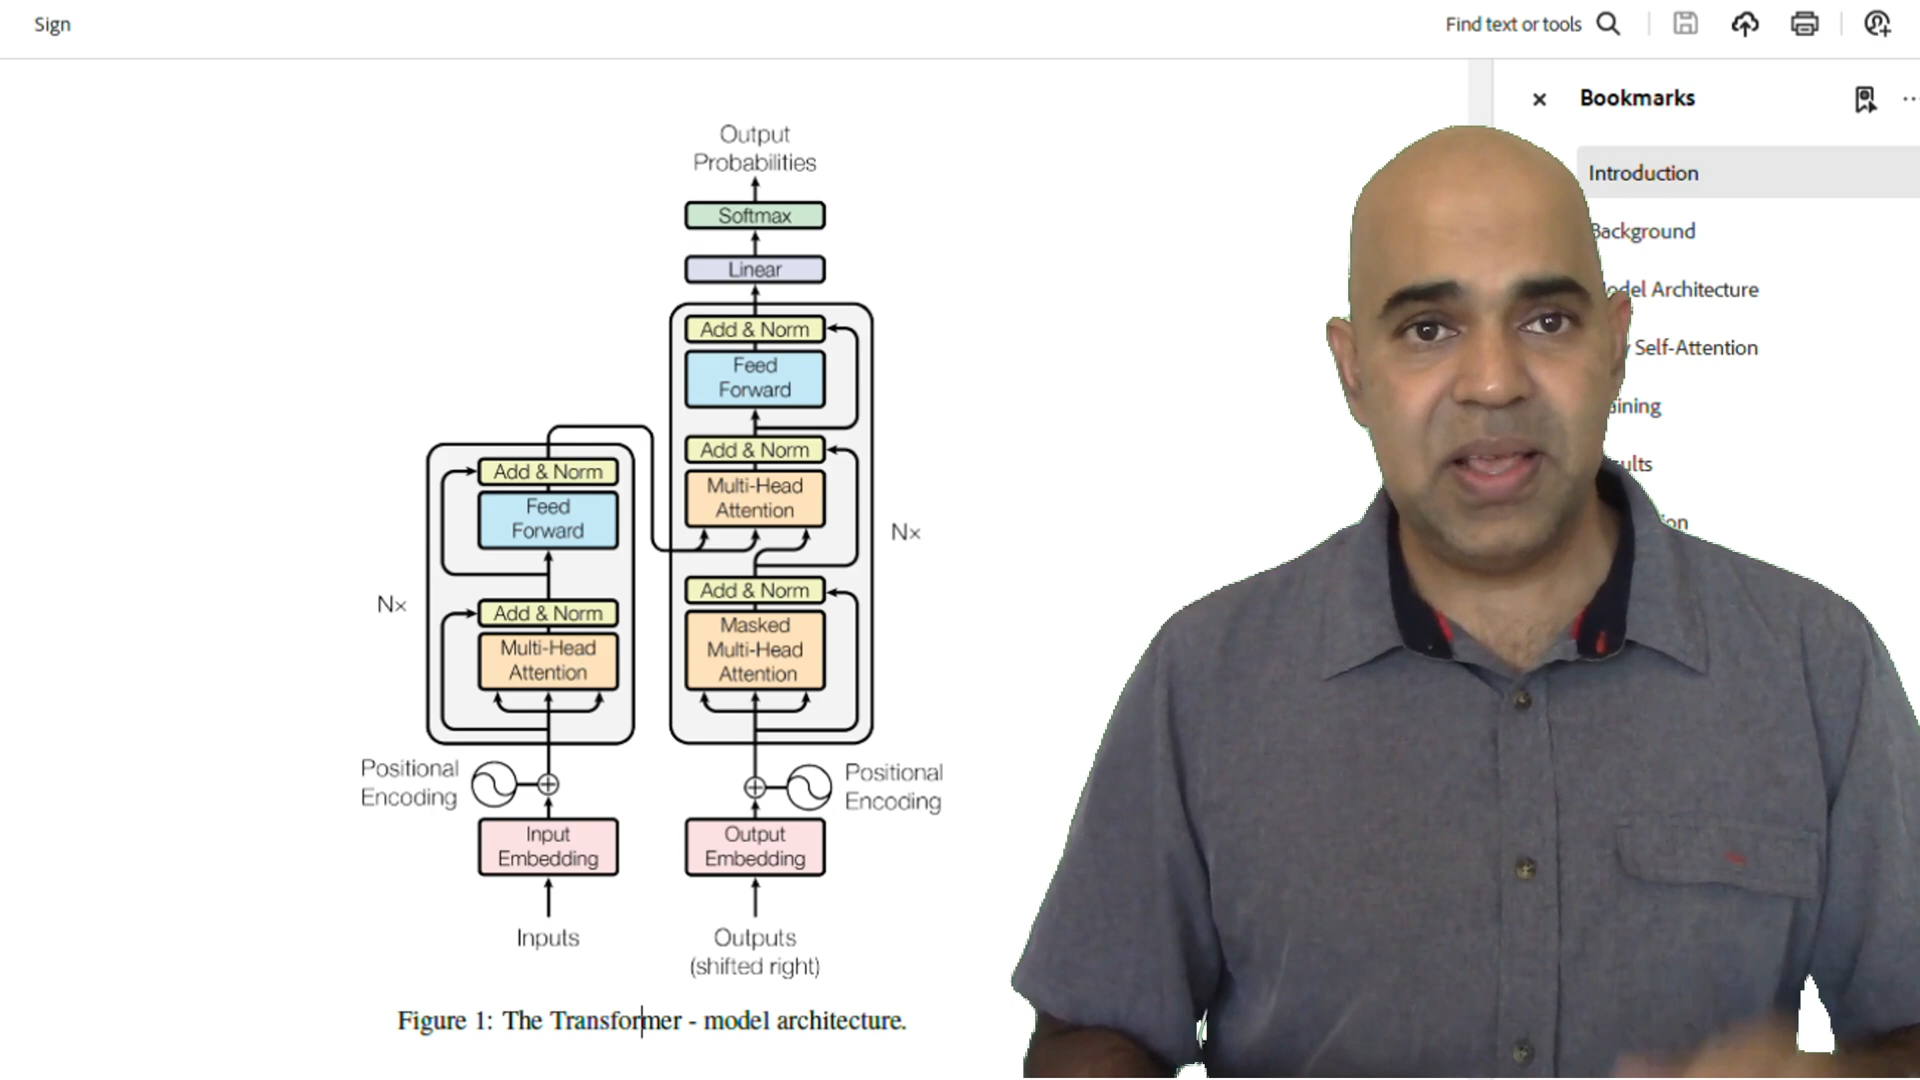 Sign
Find text or tools
Bookmarks
Introduction
Background
Model Architecture
Self-Attention
Output
Probabilities
Softmax
Linear
Add & Norm
Feed
Forward
Add & Norm
Multi-Head
Attention
Nx
Add & Norm
Masked
Multi-Head
Attention
Add & Norm
Feed
Forward
Nx
Add & Norm
Multi-Head
Attention
Positional
Encoding
Positional
Encoding
Input
Embedding
Output
Embedding
Inputs
Outputs
(shifted right)
Figure 1: The Transformer - model architecture.